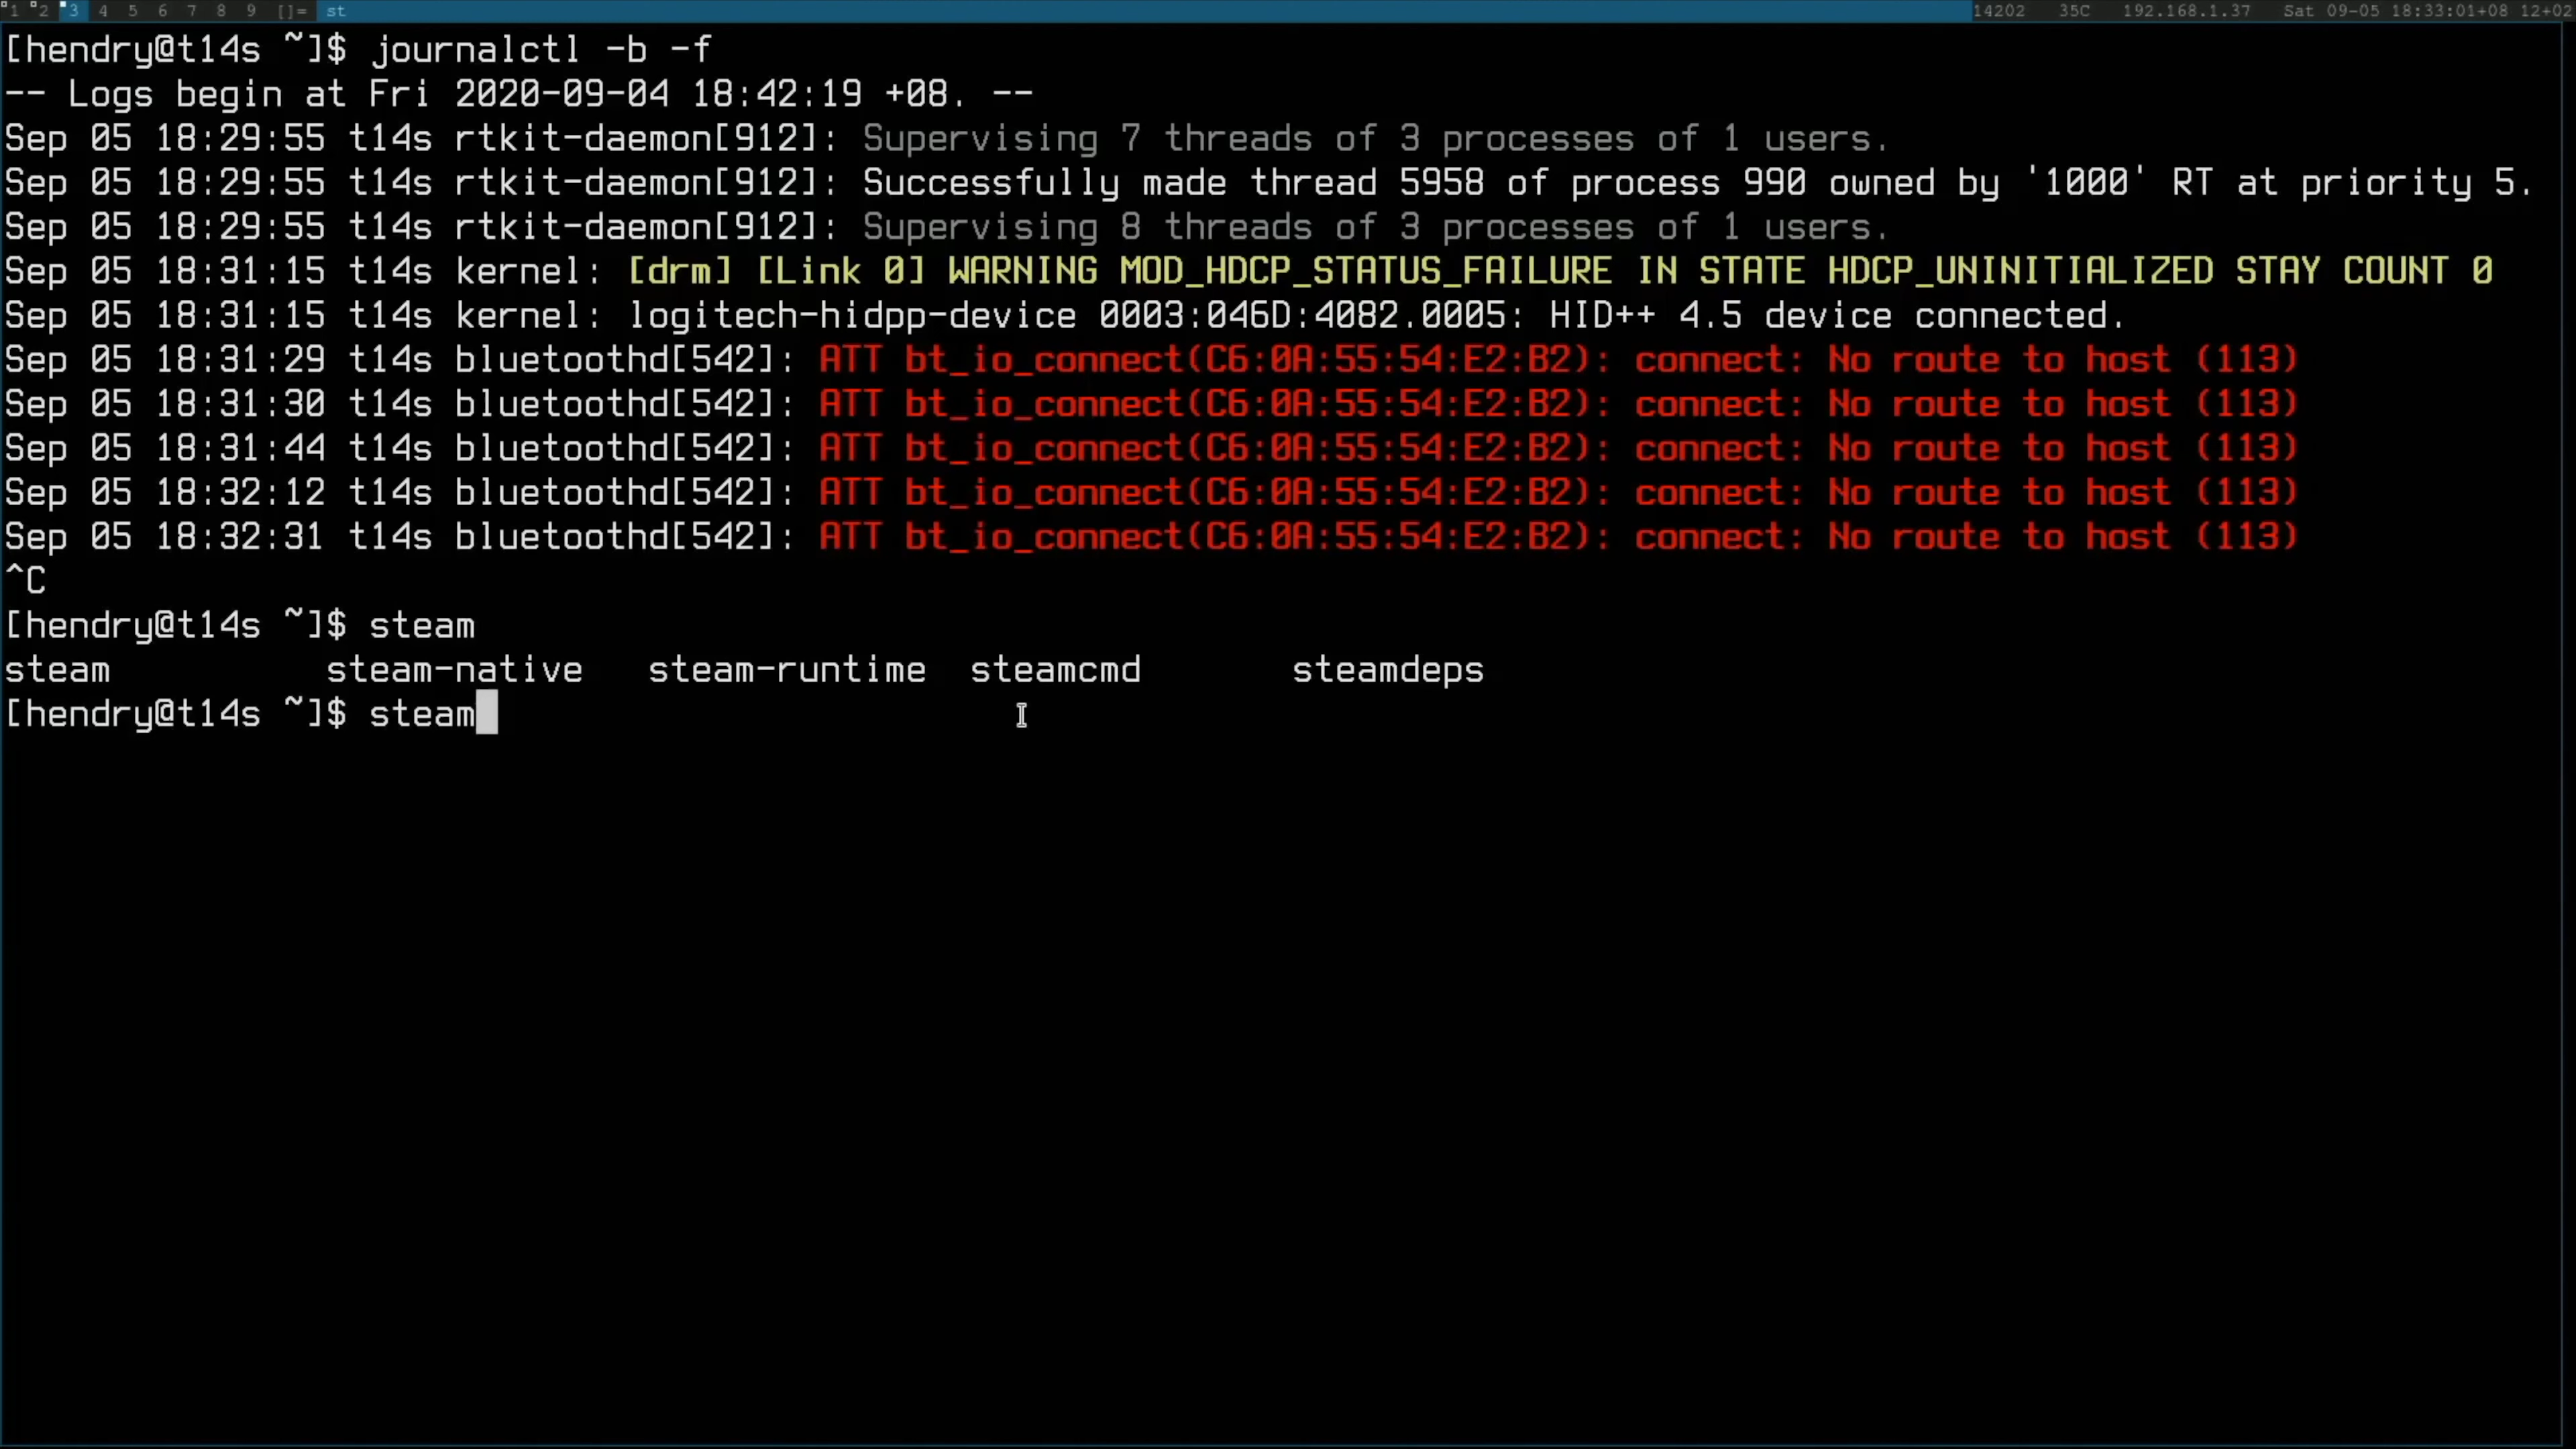 1 2 3 4 5 6 7 8 9 []= st 14202 35C 192.168.1.37 Sat 09-05 18:33:01+08 12+02
[hendry@t14s ~]$ journalctl -b -f
-- Logs begin at Fri 2020-09-04 18:42:19 +08. --
Sep 05 18:29:55 t14s rtkit-daemon[912]: Supervising 7 threads of 3 processes of 1 users.
Sep 05 18:29:55 t14s rtkit-daemon[912]: Successfully made thread 5958 of process 990 owned by '1000' RT at priority 5.
Sep 05 18:29:55 t14s rtkit-daemon[912]: Supervising 8 threads of 3 processes of 1 users.
Sep 05 18:31:15 t14s kernel: [drm] [Link 0] WARNING MOD_HDCP_STATUS_FAILURE IN STATE HDCP_UNINITIALIZED STAY COUNT 0
Sep 05 18:31:15 t14s kernel: logitech-hidpp-device 0003:046D:4082.0005: HID++ 4.5 device connected.
Sep 05 18:31:29 t14s bluetoothd[542]: ATT bt_io_connect(C6:0A:55:54:E2:B2): connect: No route to host (113)
Sep 05 18:31:30 t14s bluetoothd[542]: ATT bt_io_connect(C6:0A:55:54:E2:B2): connect: No route to host (113)
Sep 05 18:31:44 t14s bluetoothd[542]: ATT bt_io_connect(C6:0A:55:54:E2:B2): connect: No route to host (113)
Sep 05 18:32:12 t14s bluetoothd[542]: ATT bt_io_connect(C6:0A:55:54:E2:B2): connect: No route to host (113)
Sep 05 18:32:31 t14s bluetoothd[542]: ATT bt_io_connect(C6:0A:55:54:E2:B2): connect: No route to host (113)
^C
[hendry@t14s ~]$ steam
steam steam-native steam-runtime steamcmd steamdeps
[hendry@t14s ~]$ steam